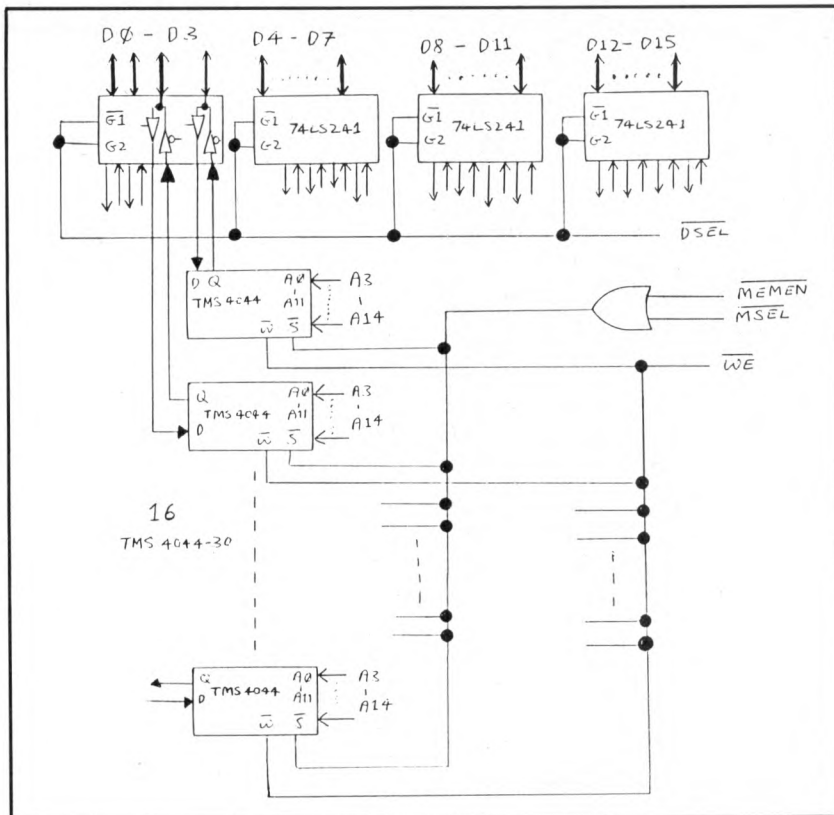 DØ - D3 D4 - D7 D8 - D11 D12 - D15
G1 G1 74LS241 G1 74LS241 G1 74LS241
G2 G2 G2 G2
DSEL
D Q AØ A3
TMS 4044 A11 A14
W S
MEMEN
MSEL
WE
Q AØ A3
D TMS 4044 A11 A14
W S
16
TMS 4044-30
Q AØ A3
D TMS 4044 A11 A14
W S